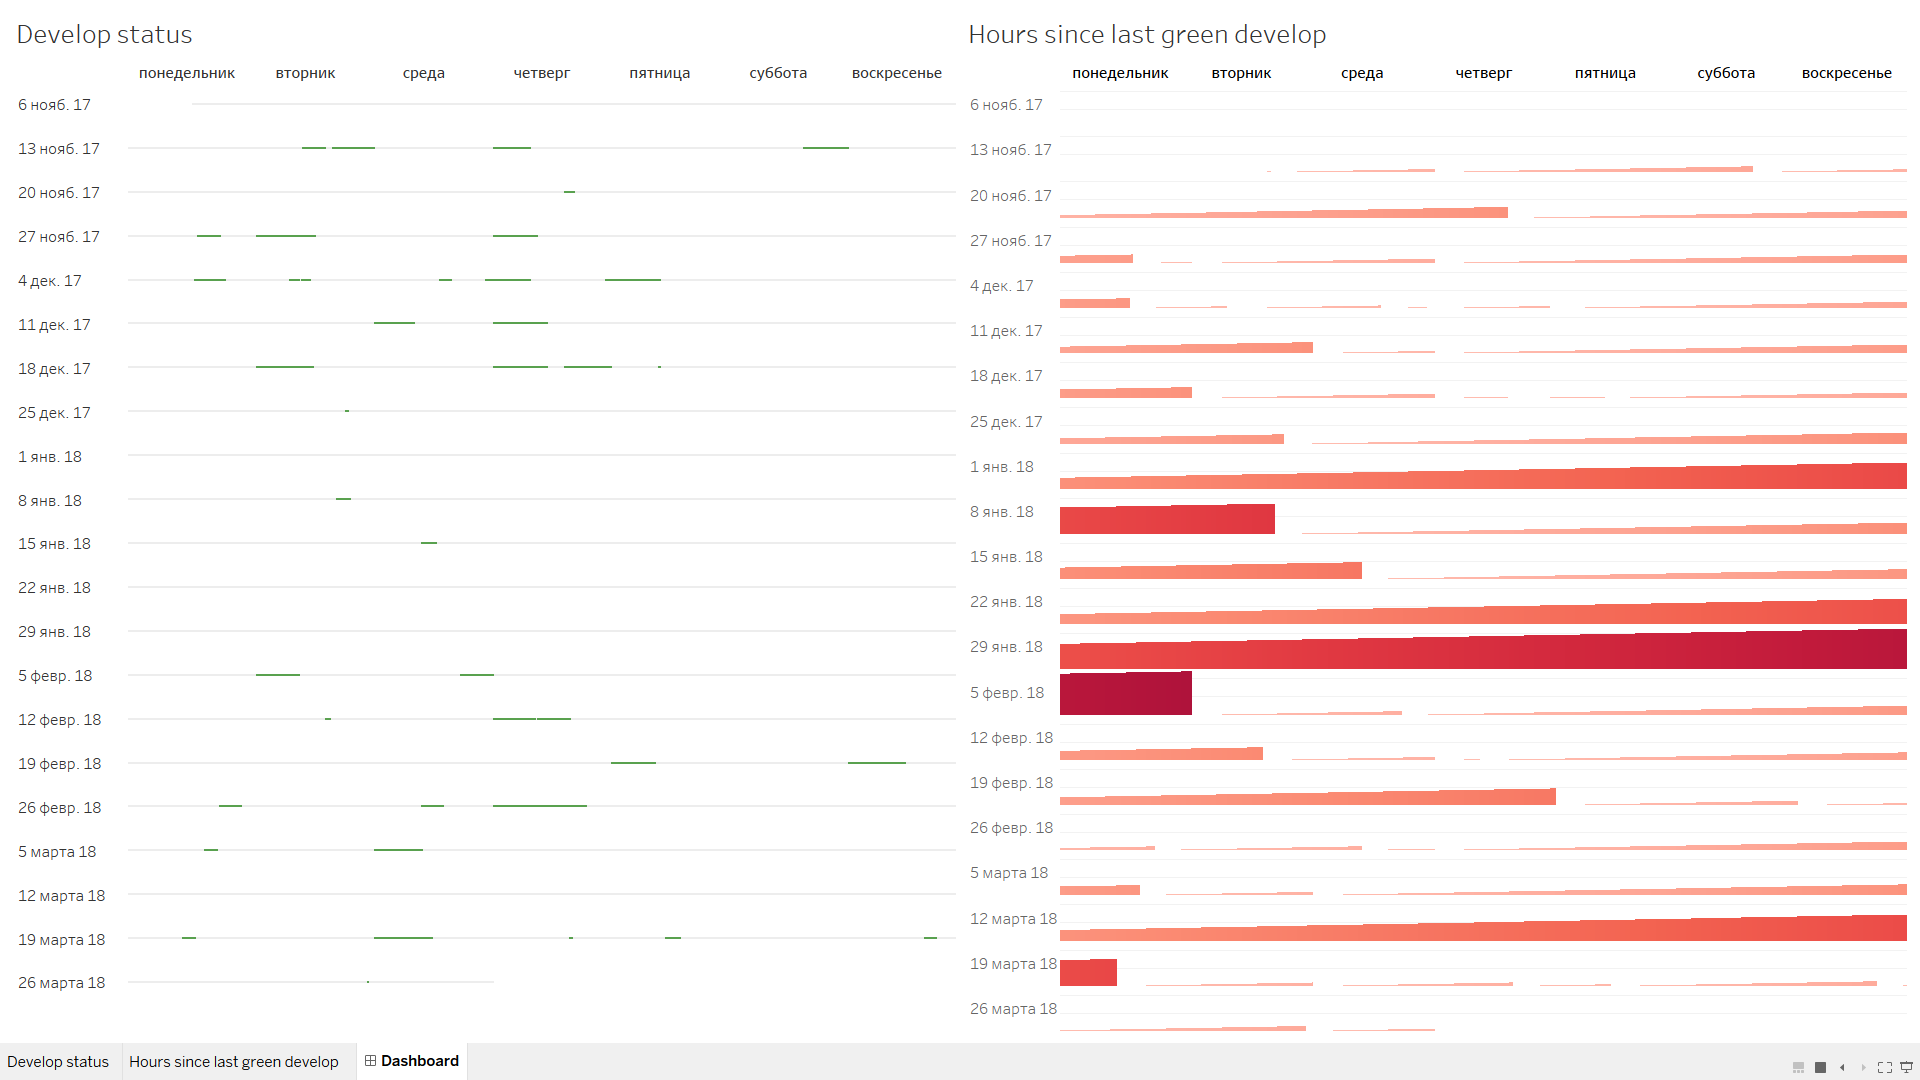 Develop status
понедельник вторник среда четверг пятница суббота воскресенье
6 нояб. 17
13 нояб. 17
20 нояб. 17
27 нояб. 17
4 дек. 17
11 дек. 17
18 дек. 17
25 дек. 17
1 янв. 18
8 янв. 18
15 янв. 18
22 янв. 18
29 янв. 18
5 февр. 18
12 февр. 18
19 февр. 18
26 февр. 18
5 марта 18
12 марта 18
19 марта 18
26 марта 18
Hours since last green develop
понедельник вторник среда четверг пятница суббота воскресенье
6 нояб. 17
13 нояб. 17
20 нояб. 17
27 нояб. 17
4 дек. 17
11 дек. 17
18 дек. 17
25 дек. 17
1 янв. 18
8 янв. 18
15 янв. 18
22 янв. 18
29 янв. 18
5 февр. 18
12 февр. 18
19 февр. 18
26 февр. 18
5 марта 18
12 марта 18
19 марта 18
26 марта 18
Develop status Hours since last green develop Dashboard